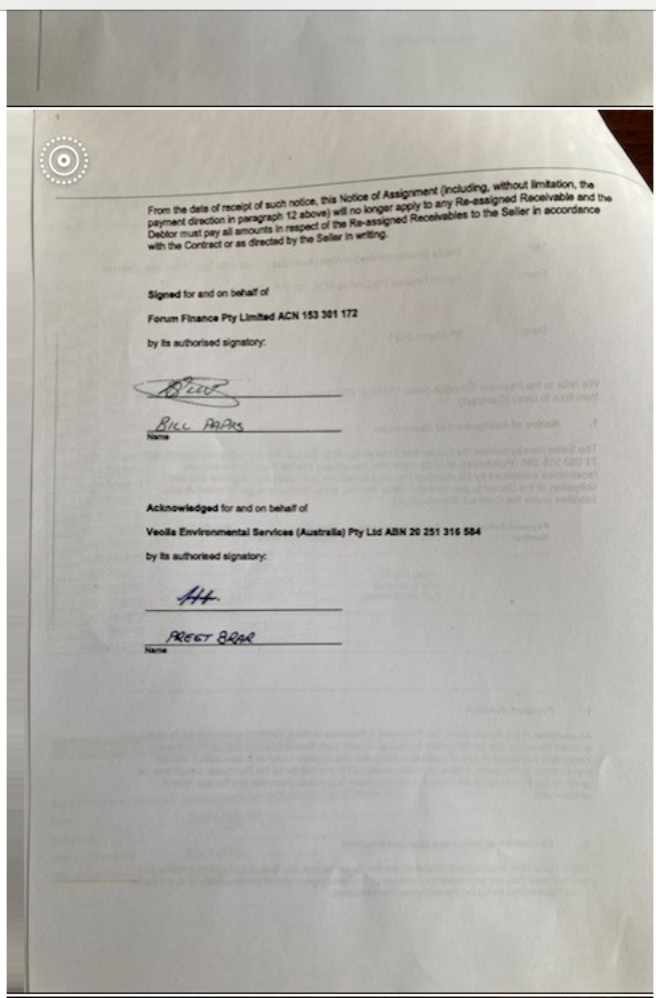 From the date of receipt of such notice, this Notice of Assignment (including, without limitation, the
payment direction in paragraph 12 above) will no longer apply to any Re-assigned Receivable and the
Debtor must pay all amounts in respect of the Re-assigned Receivables to the Seller in accordance
with the Contract or as directed by the Seller in writing.
Signed for and on behalf of
Forum Finance Pty Limited ACN 153 301 172
by its authorised signatory:
BILL PAPAS
Name
Acknowledged for and on behalf of
Veolia Environmental Services (Australia) Pty Ltd ABN 20 251 316 584
by its authorised signatory:
PREET BRAR
Name